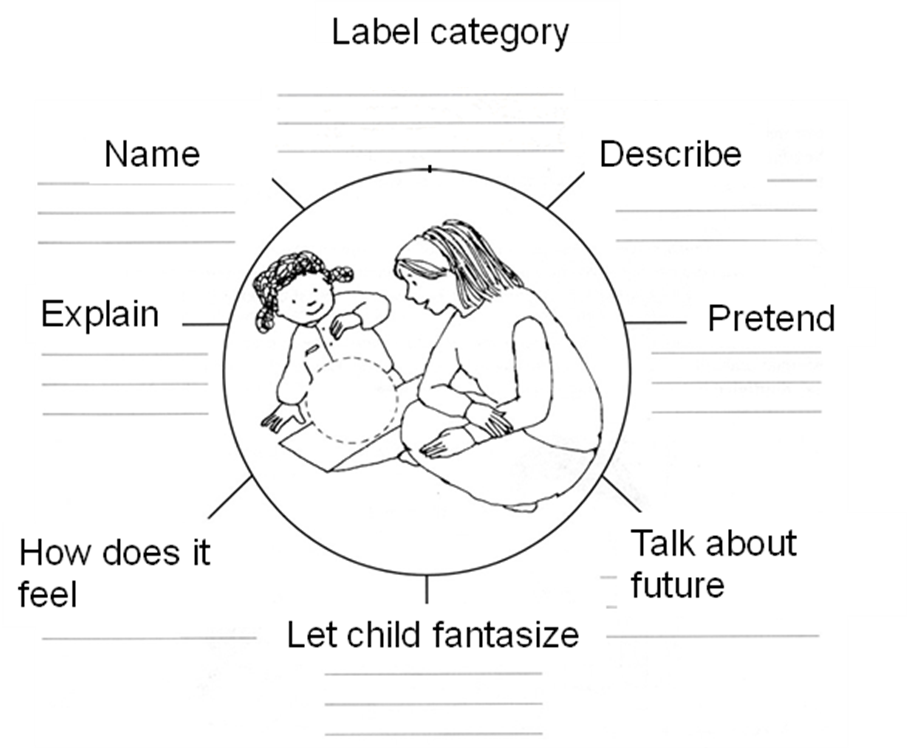 Label category
Name
Describe
Explain
Pretend
How does it
feel
Talk about
future
Let child fantasize